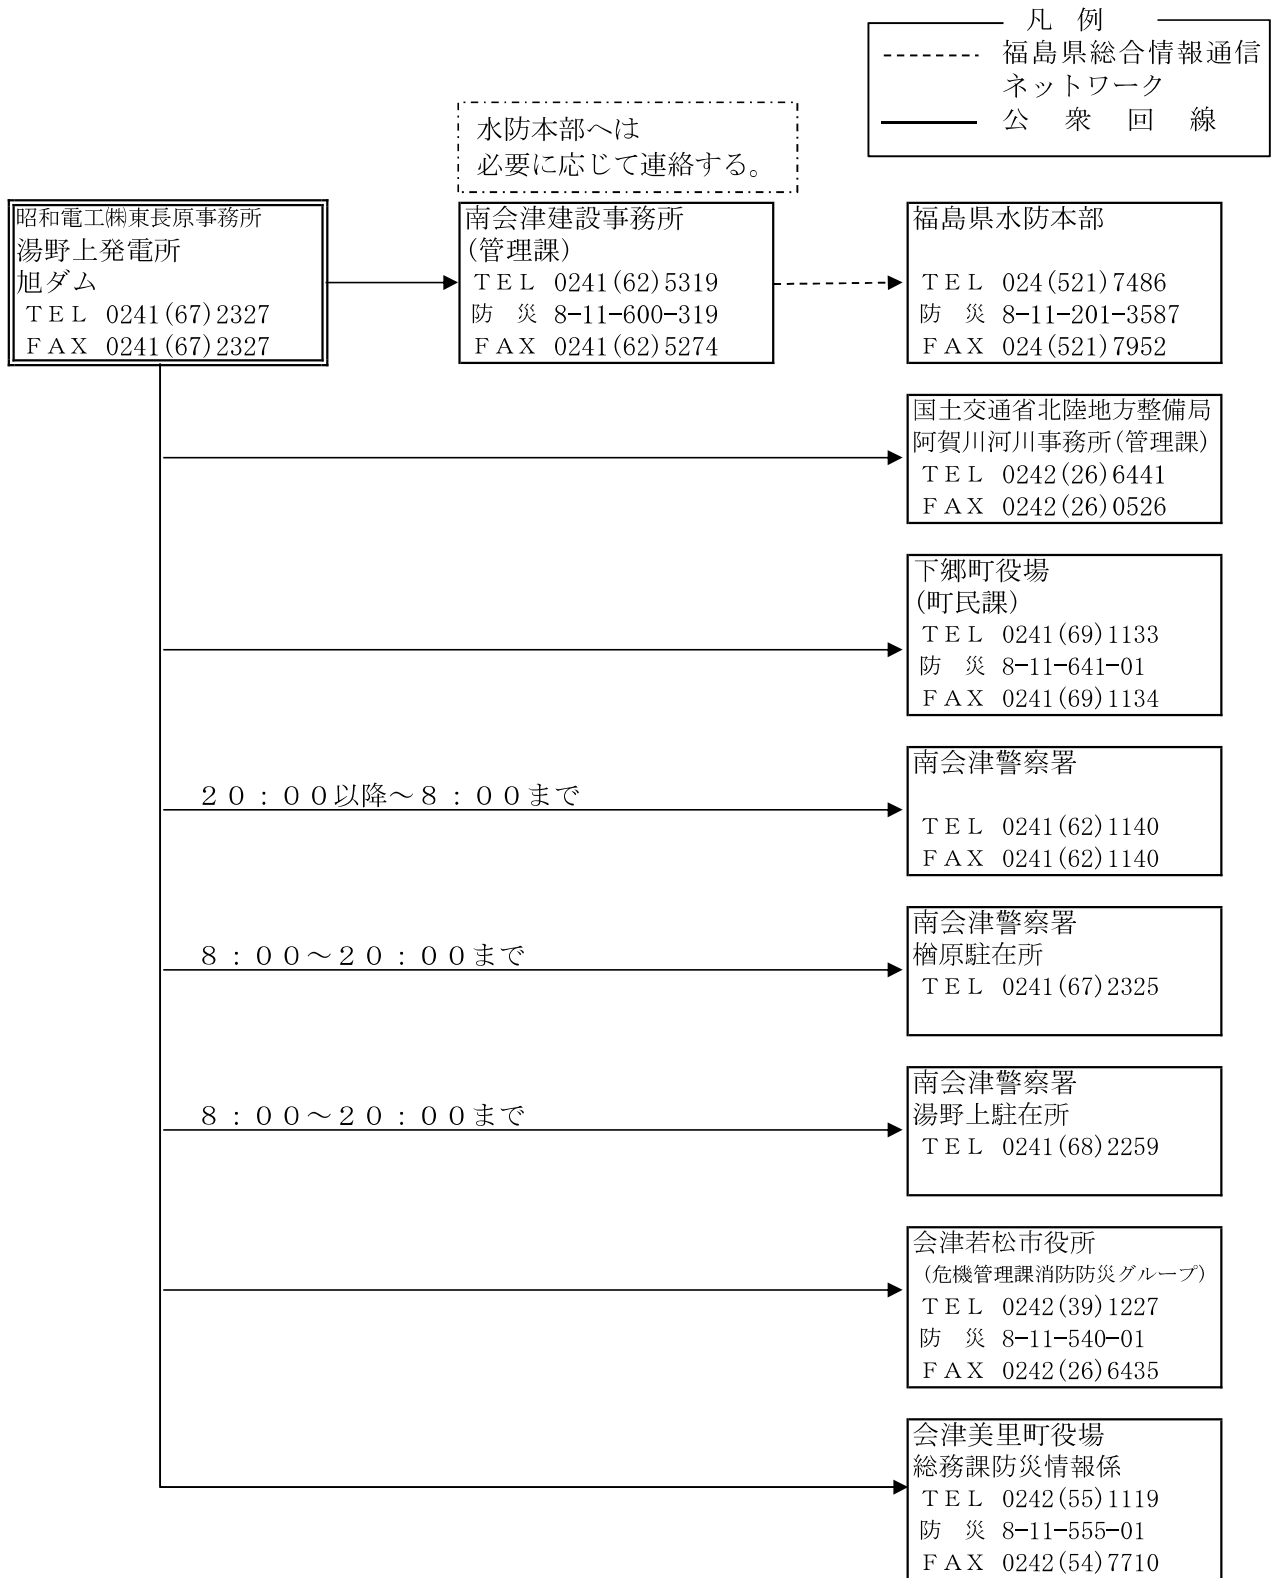 凡　例
福島県総合情報通信
ネットワーク
公　衆　回　線
水防本部へは
必要に応じて連絡する。
昭和電工㈱東長原事務所
湯野上発電所
旭ダム
ＴＥＬ 0241(67)2327
ＦＡＸ 0241(67)2327
南会津建設事務所
(管理課)
ＴＥＬ 0241(62)5319
防　災 8-11-600-319
ＦＡＸ 0241(62)5274
福島県水防本部
ＴＥＬ 024(521)7486
防　災 8-11-201-3587
ＦＡＸ 024(521)7952
国土交通省北陸地方整備局
阿賀川河川事務所(管理課)
ＴＥＬ 0242(26)6441
ＦＡＸ 0242(26)0526
下郷町役場
(町民課)
ＴＥＬ 0241(69)1133
防　災 8-11-641-01
ＦＡＸ 0241(69)1134
２０：００以降～８：００まで
南会津警察署
ＴＥＬ 0241(62)1140
ＦＡＸ 0241(62)1140
８：００～２０：００まで
南会津警察署
楢原駐在所
ＴＥＬ 0241(67)2325
８：００～２０：００まで
南会津警察署
湯野上駐在所
ＴＥＬ 0241(68)2259
会津若松市役所
(危機管理課消防防災グループ)
ＴＥＬ 0242(39)1227
防　災 8-11-540-01
ＦＡＸ 0242(26)6435
会津美里町役場
総務課防災情報係
ＴＥＬ 0242(55)1119
防　災 8-11-555-01
ＦＡＸ 0242(54)7710